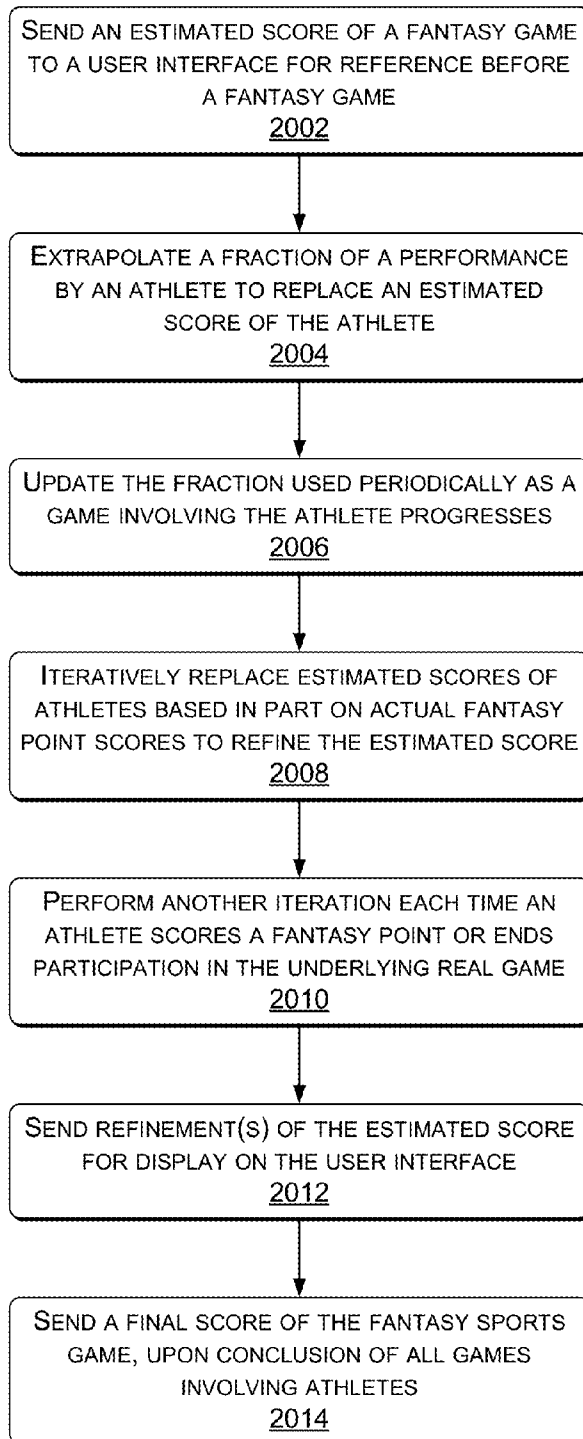 SEND AN ESTIMATED SCORE OF A FANTASY GAME
TO A USER INTERFACE FOR REFERENCE BEFORE
A FANTASY GAME
2002
EXTRAPOLATE A FRACTION OF A PERFORMANCE
BY AN ATHLETE TO REPLACE AN ESTIMATED
SCORE OF THE ATHLETE
2004
UPDATE THE FRACTION USED PERIODICALLY AS A
GAME INVOLVING THE ATHLETE PROGRESSES
2006
ITERATIVELY REPLACE ESTIMATED SCORES OF
ATHLETES BASED IN PART ON ACTUAL FANTASY
POINT SCORES TO REFINE THE ESTIMATED SCORE
2008
PERFORM ANOTHER ITERATION EACH TIME AN
ATHLETE SCORES A FANTASY POINT OR ENDS
PARTICIPATION IN THE UNDERLYING REAL GAME
2010
SEND REFINEMENT(S) OF THE ESTIMATED SCORE
FOR DISPLAY ON THE USER INTERFACE
2012
SEND A FINAL SCORE OF THE FANTASY SPORTS
GAME, UPON CONCLUSION OF ALL GAMES
INVOLVING ATHLETES
2014